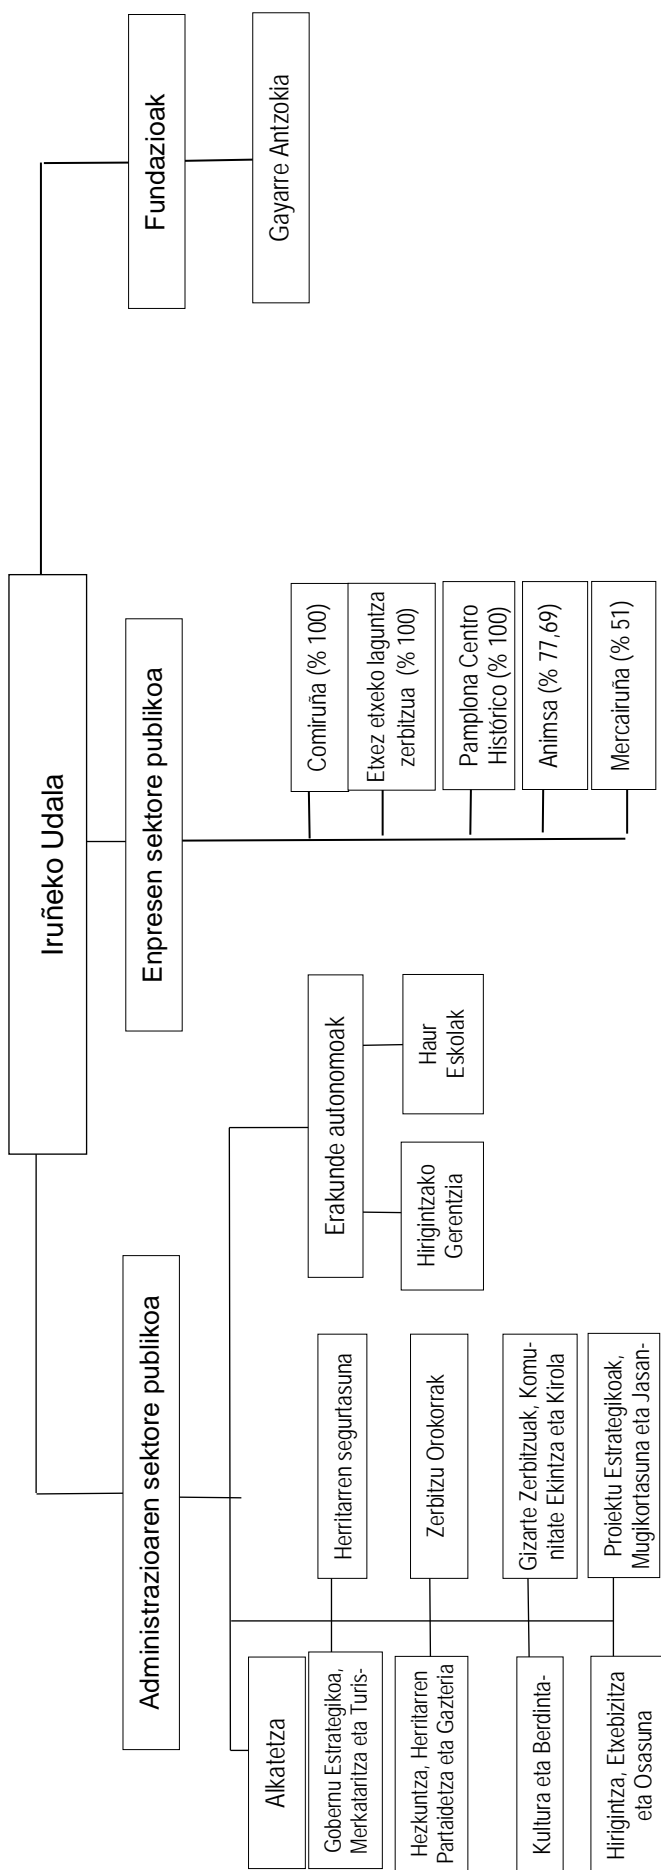 Iruñeko Udala
Administrazioaren sektore publikoa
Enpresen sektore publikoa
Fundazioak
Alkatetza
Gobernu Estrategikoa,
Merkataritza eta Turis-
Herritarren segurtasuna
Hezkuntza, Herritarren
Partaidetza eta Gazteria
Zerbitzu Orokorrak
Kultura eta Berdinta-
Gizarte Zerbitzuak, Komu-
nitate Ekintza eta Kirola
Hirigintza, Etxebizitza
eta Osasuna
Proiektu Estrategikoak,
Mugikortasuna eta Jasan-
Erakunde autonomoak
Hirigintzako
Gerentzia
Haur
Eskolak
Comiruña (% 100)
Etxez etxeko laguntza
zerbitzua (% 100)
Pamplona Centro
Histórico (% 100)
Animsa (% 77,69)
Mercairuña (% 51)
Gayarre Antzokia